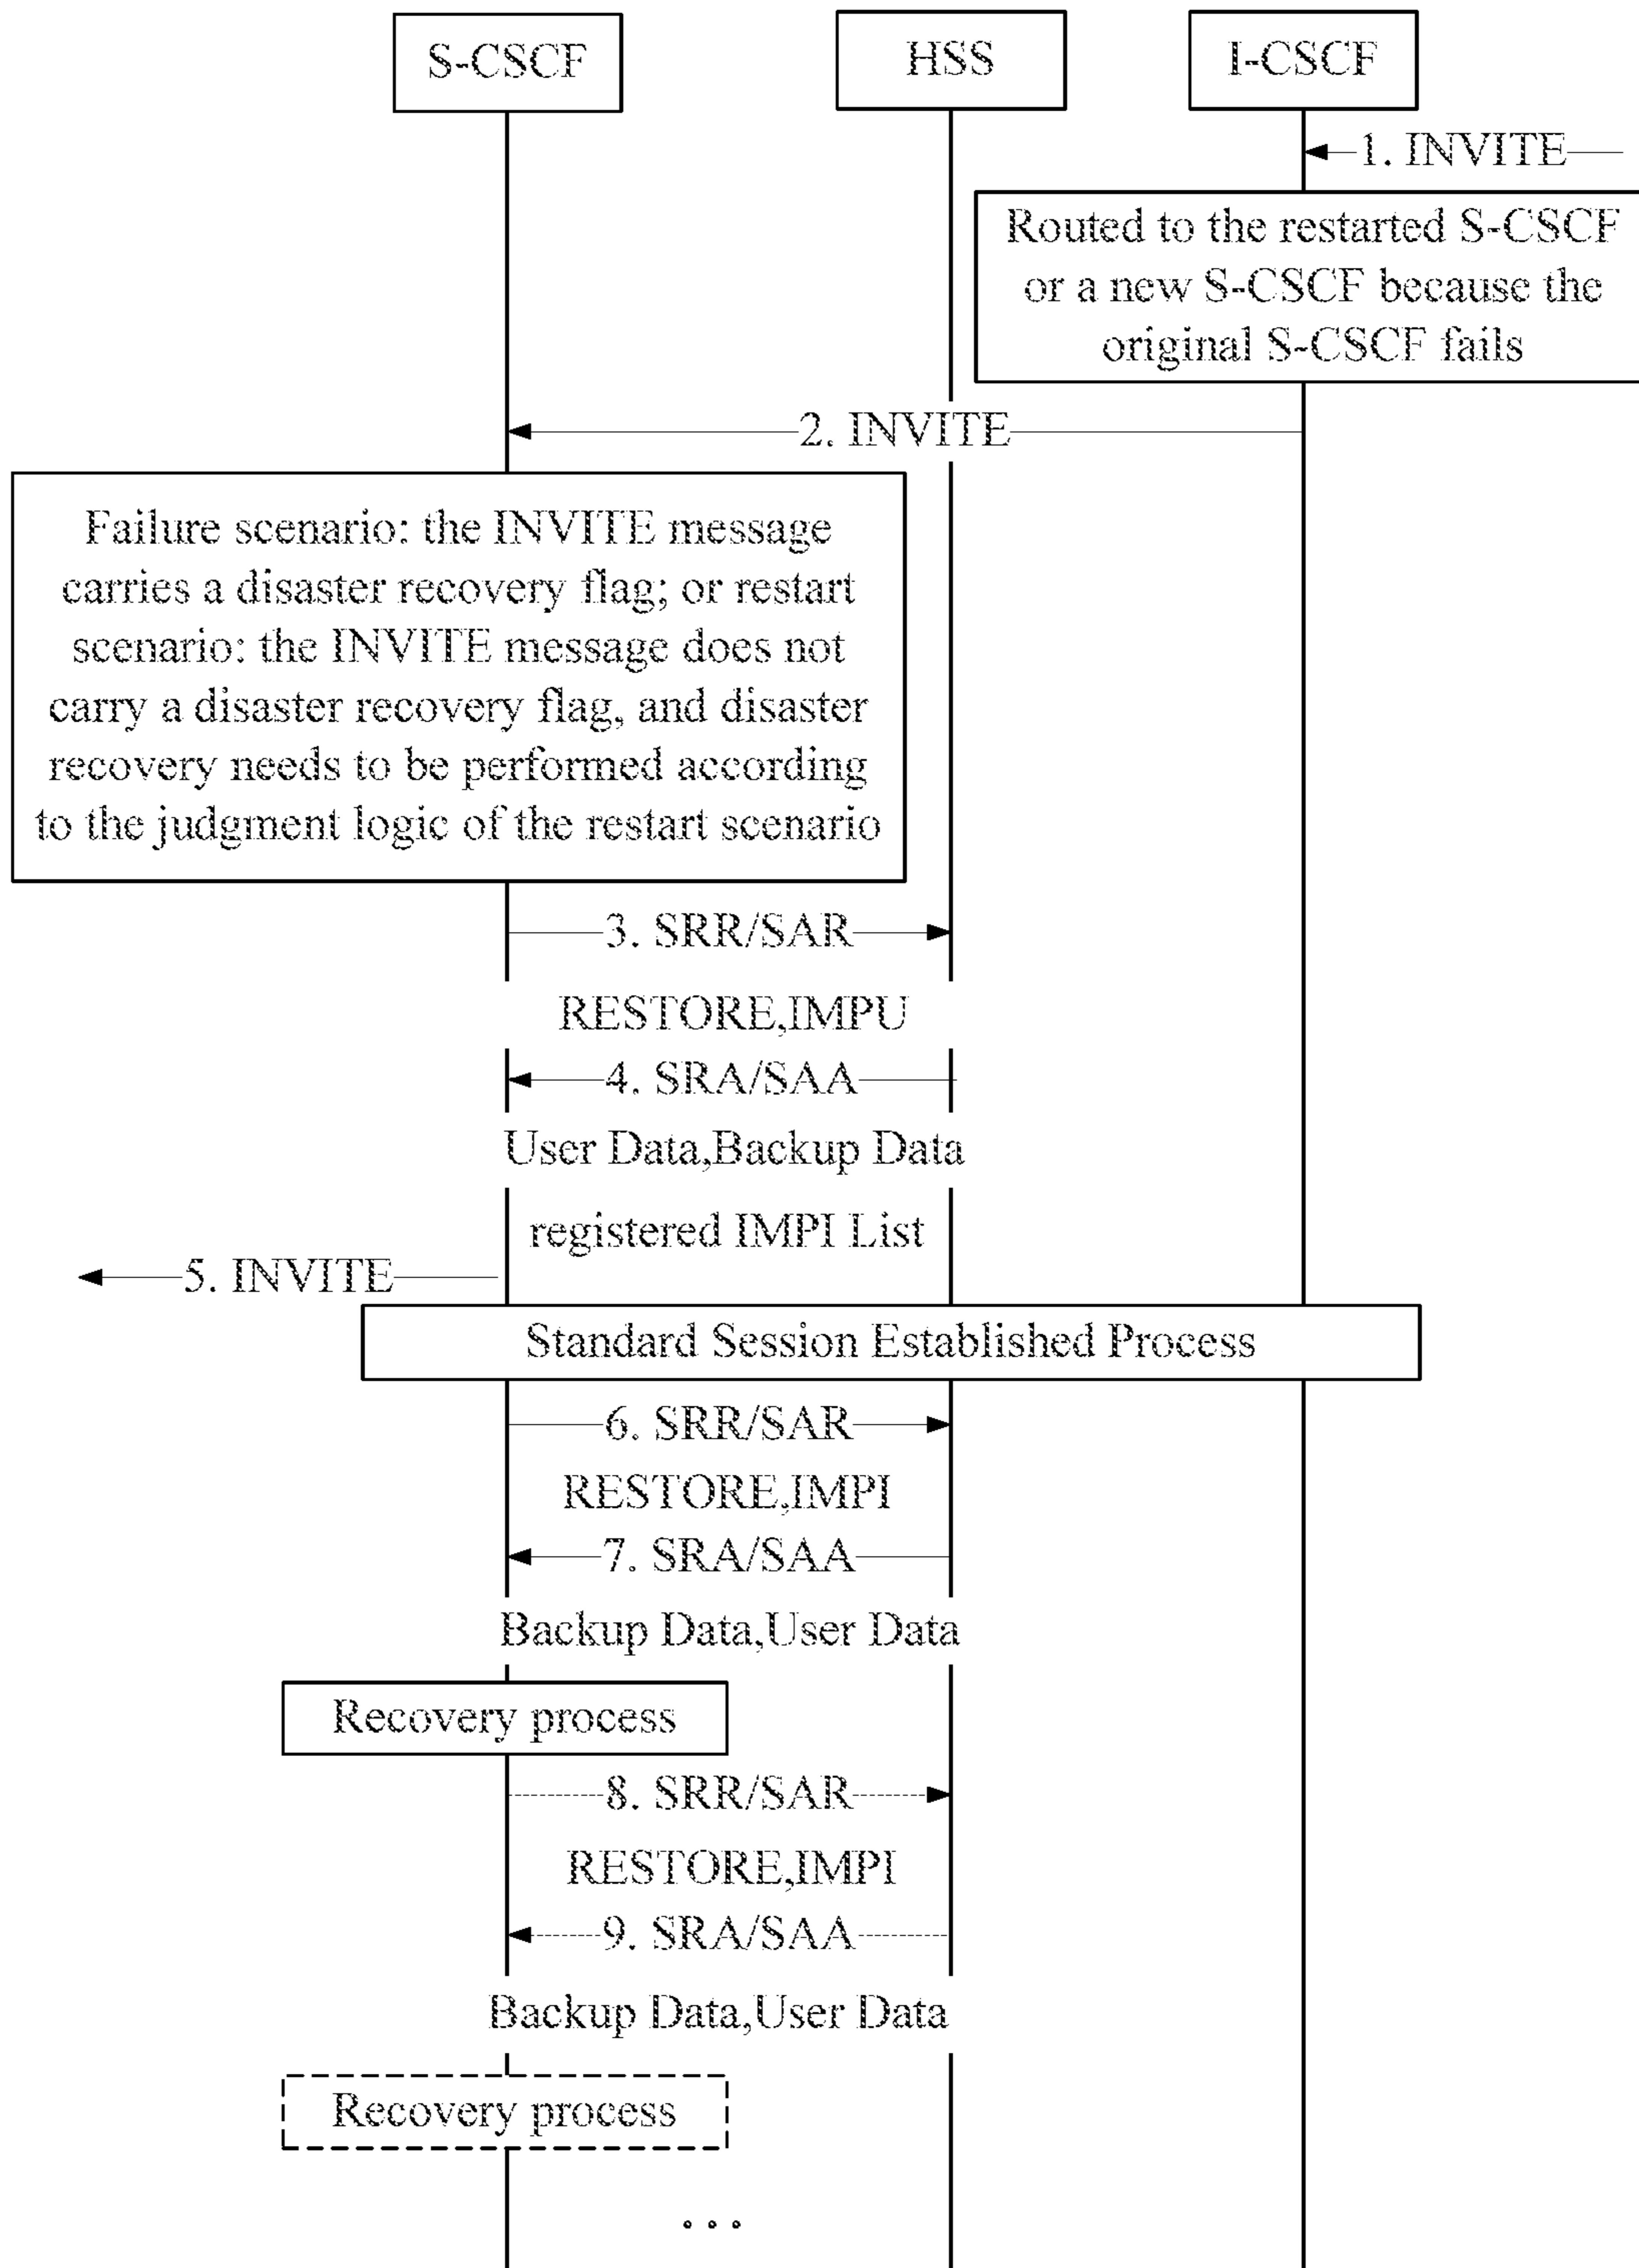 S-CSCF
HSS
I-CSCF
1. INVITE
Routed to the restarted S-CSCF
or a new S-CSCF because the
original S-CSCF fails
2. INVITE
Failure scenario: the INVITE message
carries a disaster recovery flag; or restart
scenario: the INVITE message does not
carry a disaster recovery flag, and disaster
recovery needs to be performed according
to the judgment logic of the restart scenario
3. SRR/SAR
RESTORE,IMPU
4. SRA/SAA
User Data,Backup Data
registered IMPI List
5. INVITE
Standard Session Established Process
6. SRR/SAR
RESTORE,IMPI
7. SRA/SAA
Backup Data,User Data
Recovery process
8. SRR/SAR
RESTORE,IMPI
9. SRA/SAA
Backup Data,User Data
Recovery process
...